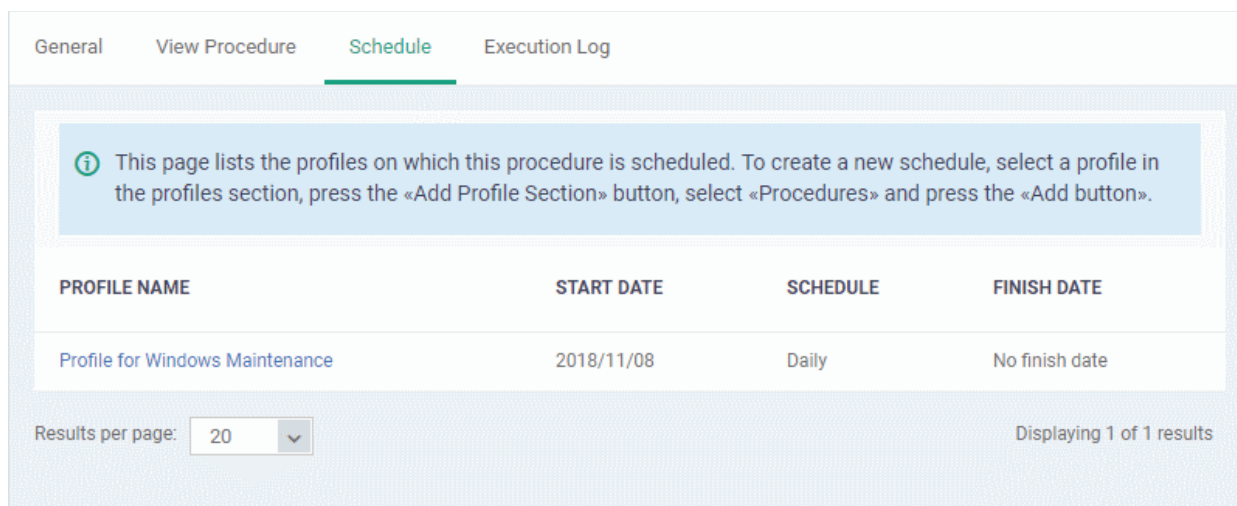 General View Procedure Schedule Execution Log
This page lists the profiles on which this procedure is scheduled. To create a new schedule, select a profile in
the profiles section, press the «Add Profile Section» button, select «Procedures» and press the «Add button».
PROFILE NAME START DATE SCHEDULE FINISH DATE
Profile for Windows Maintenance 2018/11/08 Daily No finish date
Results per page: 20 Displaying 1 of 1 results